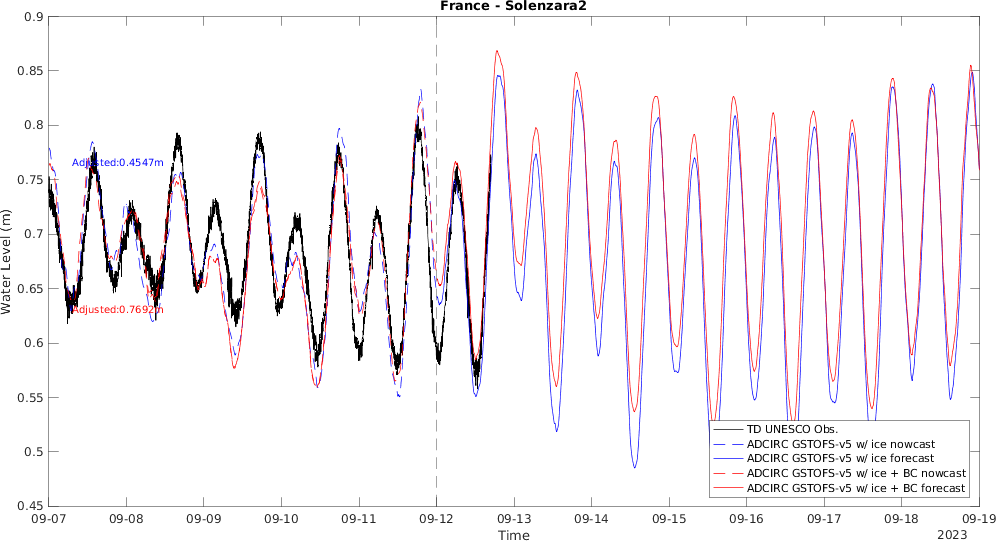 France - Solenzara2
Water Level (m)
0.9
0.85
0.8
0.75
0.7
0.65
0.6
0.55
0.5
0.45
Adjusted:0.4547m
Adjusted:0.7692m
TD UNESCO Obs.
ADCIRC GSTOFS-v5 w/ ice nowcast
ADCIRC GSTOFS-v5 w/ ice forecast
ADCIRC GSTOFS-v5 w/ ice + BC nowcast
ADCIRC GSTOFS-v5 w/ ice + BC forecast
09-07 09-08 09-09 09-10 09-11 09-12 09-13 09-14 09-15 09-16 09-17 09-18 09-19
Time
2023